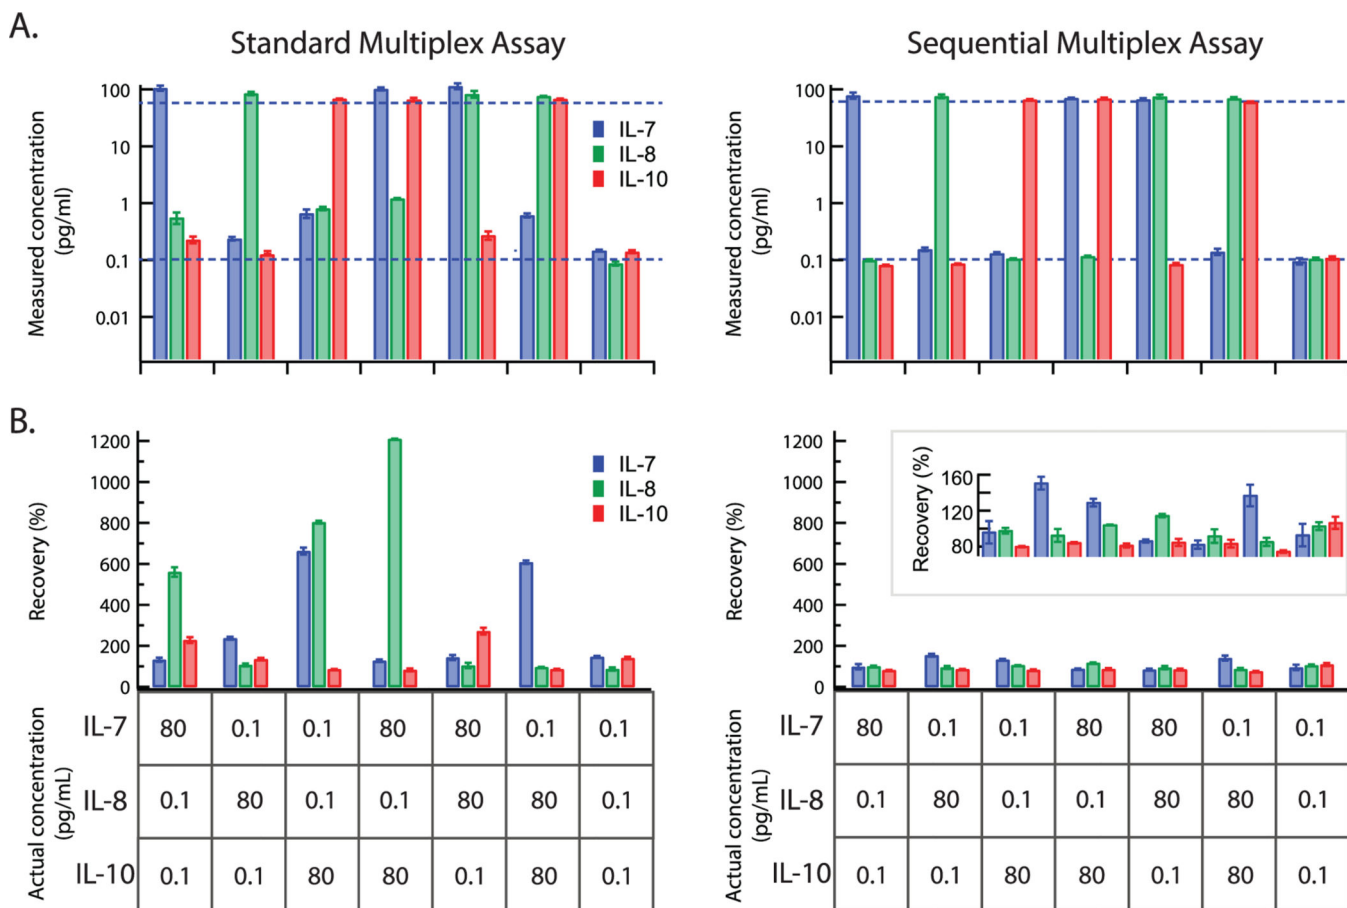 A.
Standard Multiplex Assay
Sequential Multiplex Assay
Measured concentration
(pg/ml)
100
10
1
0.1
0.01
IL-7
IL-8
IL-10
Measured concentration
(pg/ml)
100
10
1
0.1
0.01
B.
Recovery (%)
1200
1000
800
600
400
200
0
IL-7
IL-8
IL-10
Recovery (%)
1200
1000
800
600
400
200
0
Recovery (%)
160
120
80
Actual concentration
(pg/mL)
IL-7 80 0.1 0.1 80 80 0.1 0.1
IL-8 0.1 80 0.1 0.1 80 80 0.1
IL-10 0.1 0.1 80 80 0.1 80 0.1
Actual concentration
(pg/mL)
IL-7 80 0.1 0.1 80 80 0.1 0.1
IL-8 0.1 80 0.1 0.1 80 80 0.1
IL-10 0.1 0.1 80 80 0.1 80 0.1